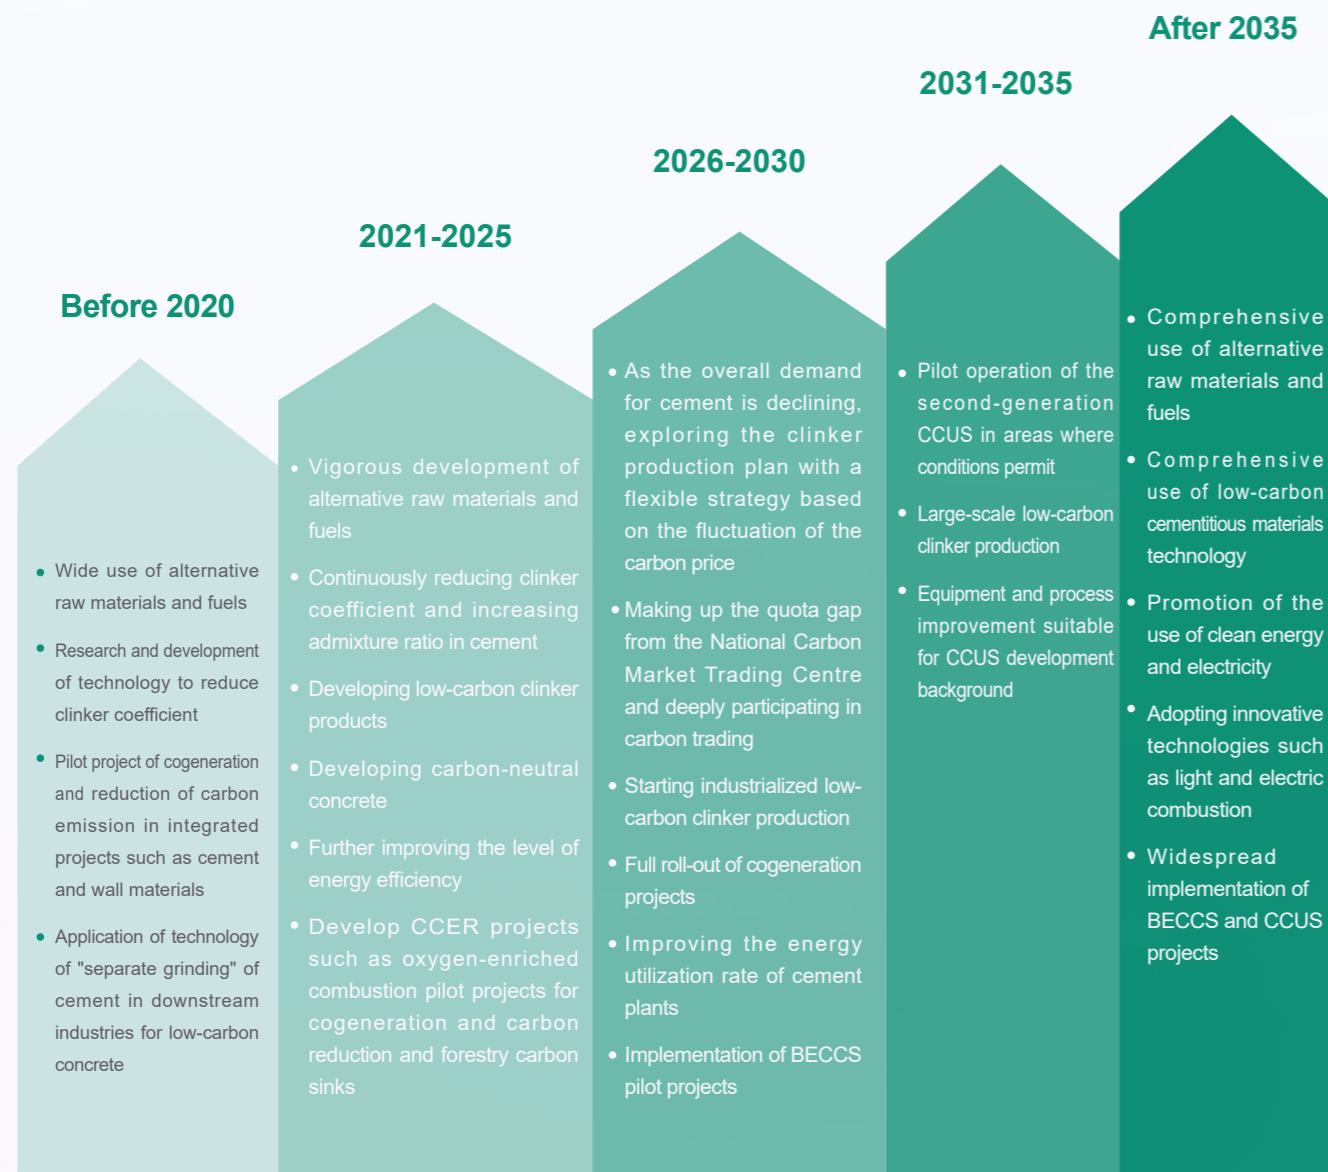 Before 2020
• Wide use of alternative
raw materials and fuels
• Research and development
of technology to reduce
clinker coefficient
• Pilot project of cogeneration
and reduction of carbon
emission in integrated
projects such as cement
and wall materials
• Application of technology
of "separate grinding" of
cement in downstream
industries for low-carbon
concrete
2021-2025
• Vigorous development of
alternative raw materials and
fuels
• Continuously reducing clinker
coefficient and increasing
admixture ratio in cement
• Developing low-carbon clinker
products
• Developing carbon-neutral
concrete
• Further improving the level of
energy efficiency
• Develop CCER projects
such as oxygen-enriched
combustion pilot projects for
cogeneration and carbon
reduction and forestry carbon
sinks
2026-2030
• As the overall demand
for cement is declining,
exploring the clinker
production plan with a
flexible strategy based
on the fluctuation of the
carbon price
• Making up the quota gap
from the National Carbon
Market Trading Centre
and deeply participating in
carbon trading
• Starting industrialized low-
carbon clinker production
• Full roll-out of cogeneration
projects
• Improving the energy
utilization rate of cement
plants
• Implementation of BECCS
pilot projects
2031-2035
• Pilot operation of the
second-generation
CCUS in areas where
conditions permit
• Large-scale low-carbon
clinker production
• Equipment and process
improvement suitable
for CCUS development
background
After 2035
• Comprehensive
use of alternative
raw materials and
fuels
• Comprehensive
use of low-carbon
cementitious materials
technology
• Promotion of the
use of clean energy
and electricity
• Adopting innovative
technologies such
as light and electric
combustion
• Widespread
implementation of
BECCS and CCUS
projects